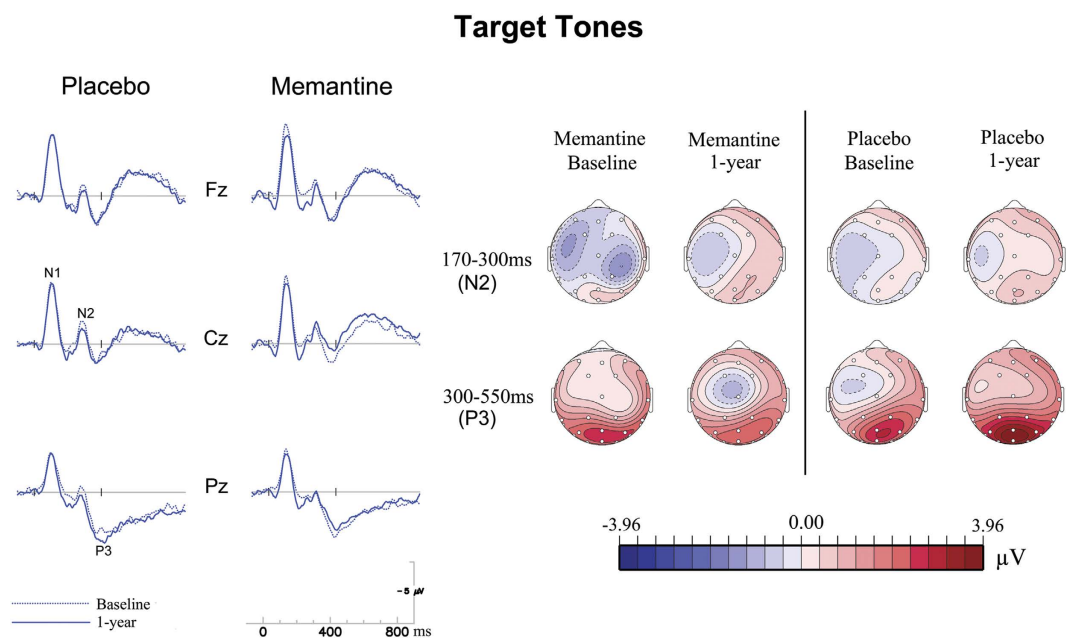 Target Tones
Placebo
Memantine
Fz
N1
N2
Cz
Pz
P3
Baseline
1-year
- 5 μV
0 400 800 ms
Memantine
Baseline
Memantine
1-year
Placebo
Baseline
Placebo
1-year
170-300ms
(N2)
300-550ms
(P3)
-3.96 0.00 3.96
μV